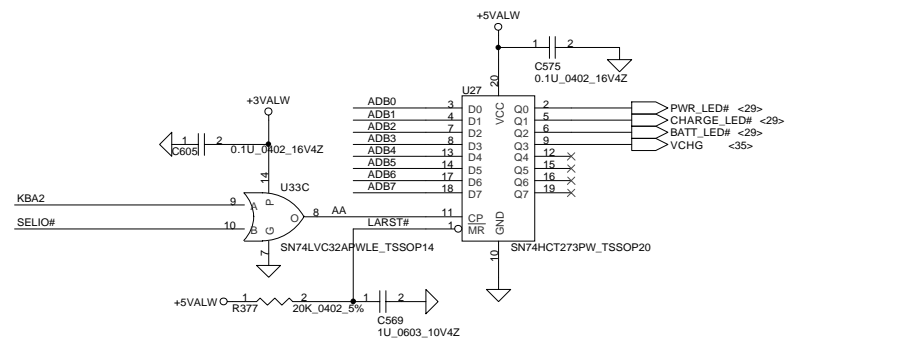 +5VALW
1 2
C575
0.1U_0402_16V4Z
20
U27
+3VALW
ADB0 3 D0 VCC Q0 2 PWR_LED# <29>
ADB1 4 D1 Q1 5 CHARGE_LED# <29>
ADB2 7 D2 Q2 6 BATT_LED# <29>
ADB3 8 D3 Q3 9 VCHG <35>
ADB4 13 D4 Q4 12
ADB5 14 D5 Q5 15
ADB6 17 D6 Q6 16
ADB7 18 D7 Q7 19
1 2
C605 0.1U_0402_16V4Z
14 U33C
KBA2 9 A P
O 8 AA 11 CP GND
SELIO# 10 B G
LARST# 1 MR
SN74LVC32APWLE_TSSOP14
SN74HCT273PW_TSSOP20
7
10
+5VALW 1 2 1 2
R377 20K_0402_5%
C569
1U_0603_10V4Z